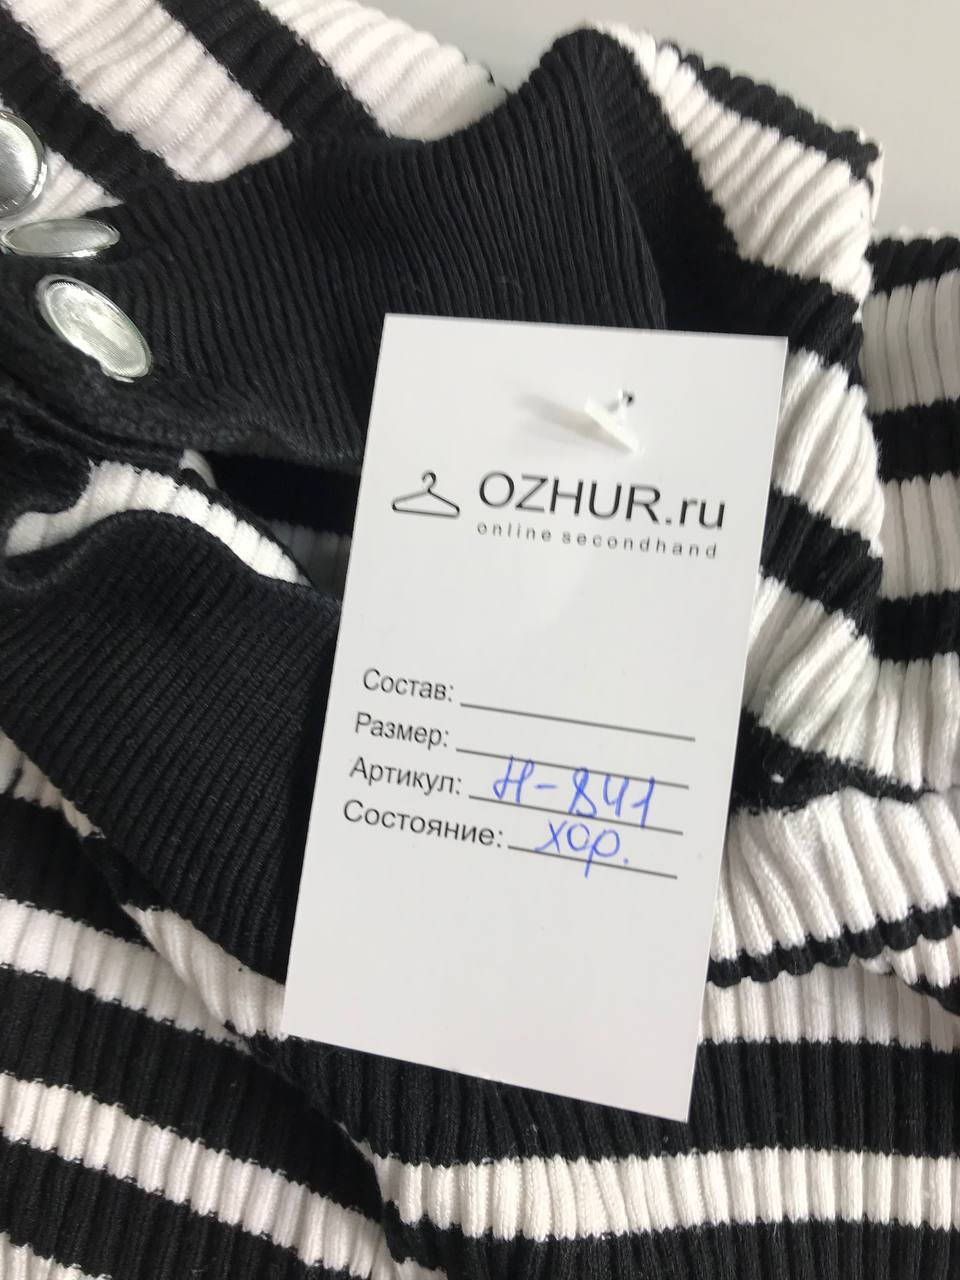 OZHUR.ru
online secondhand
Состав:
Размер:
Артикул: Н-841
Состояние: хор.